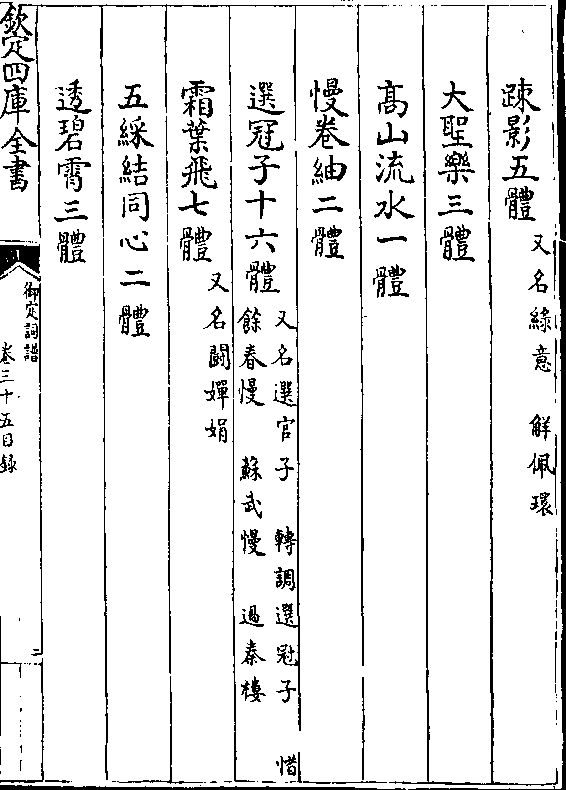 踈影五體 又名綠意 解佩環
大聖樂三體
髙山流水一體
慢卷紬二體
選冠子十六體 又名選官子 轉調選冠子 惜
餘春慢 蘇武慢 過秦樓
霜葉飛七體 又名鬬嬋娟
五綵結同心二體
透碧霄三體
欽定四庫全書
御定詞譜
卷三十五目錄
二